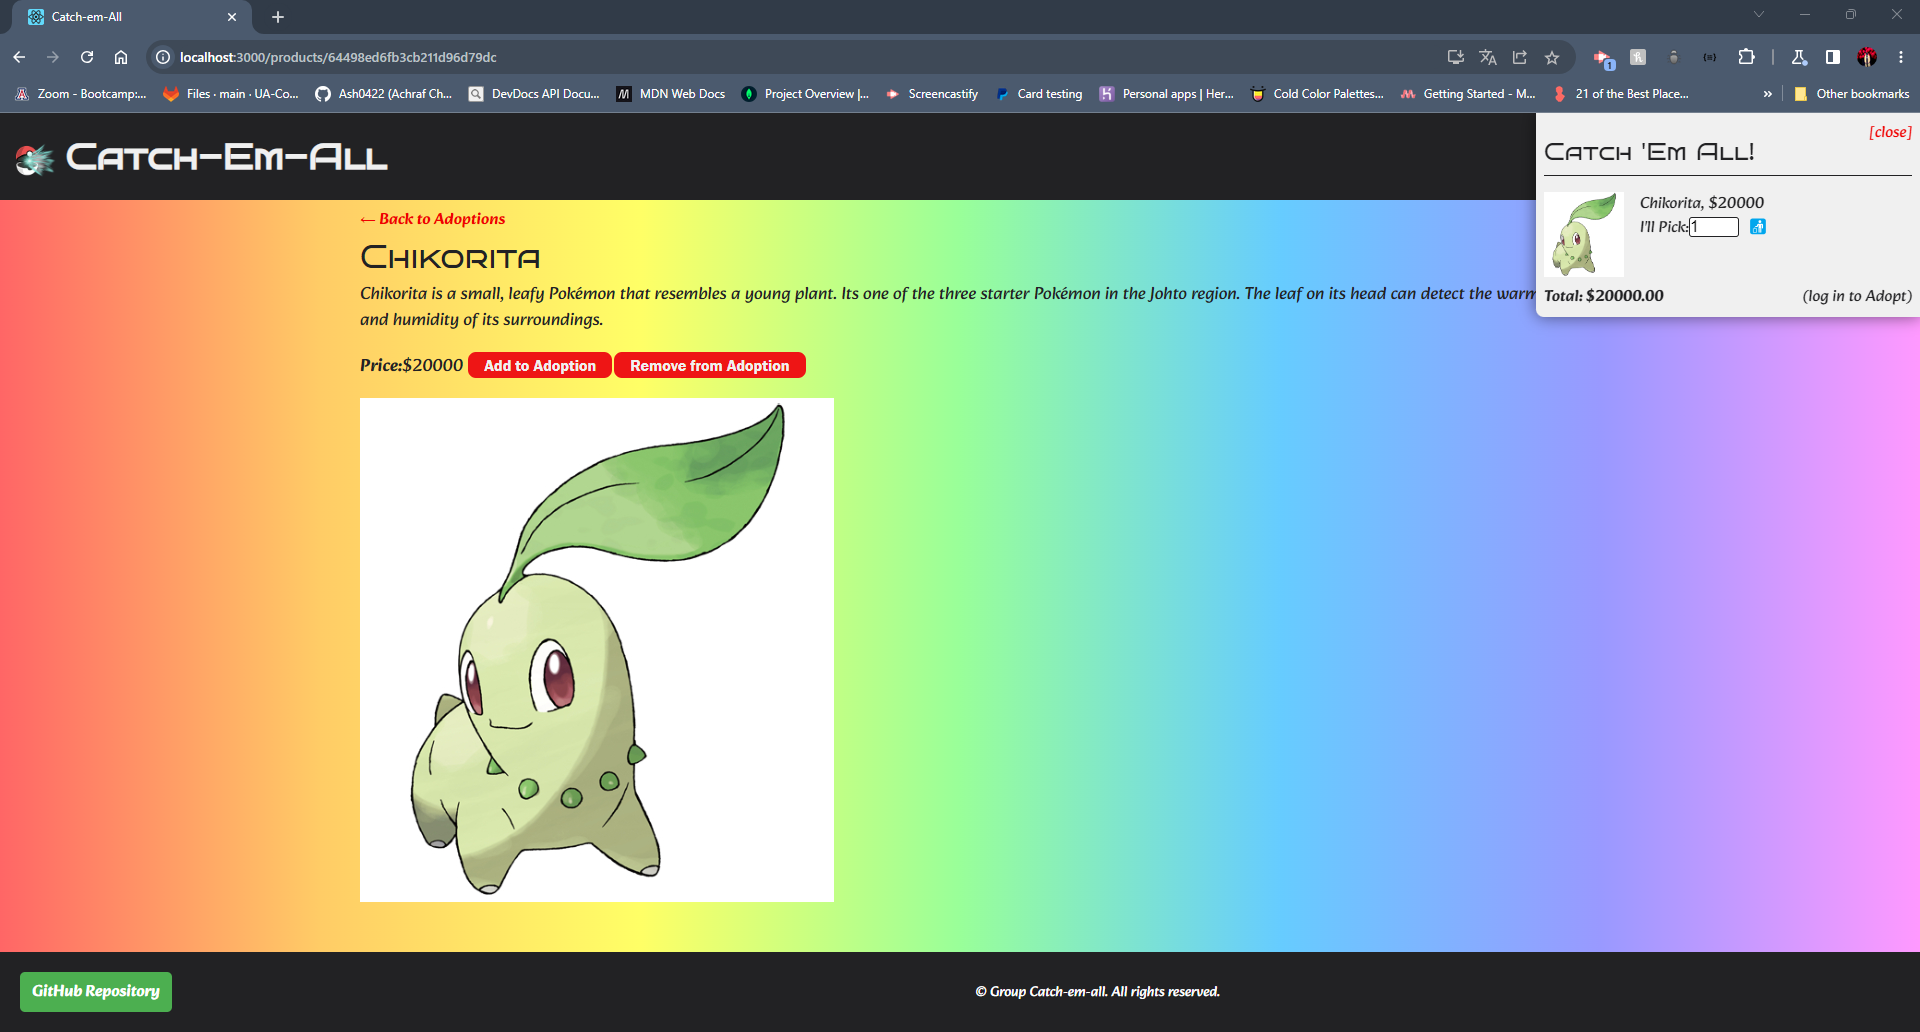 Catch-em-All
localhost:3000/products/64498ed6fb3cb211d96d79dc
1
Zoom - Bootcamp:...
Files · main · UA-Co...
Ash0422 (Achraf Ch...
DevDocs API Docu...
MDN Web Docs
Project Overview |...
Screencastify
Card testing
Personal apps | Her...
Cold Color Palettes...
Getting Started - M...
21 of the Best Place...
»
Other bookmarks
Catch-Em-All
[close]
Catch 'Em All!
Chikorita, $20000
I'll Pick:1
Total: $20000.00
(log in to Adopt)
← Back to Adoptions
Chikorita
Chikorita is a small, leafy Pokémon that resembles a young plant. Its one of the three starter Pokémon in the Johto region. The leaf on its head can detect the warm
and humidity of its surroundings.
Price:$20000 Add to Adoption Remove from Adoption
GitHub Repository
© Group Catch-em-all. All rights reserved.